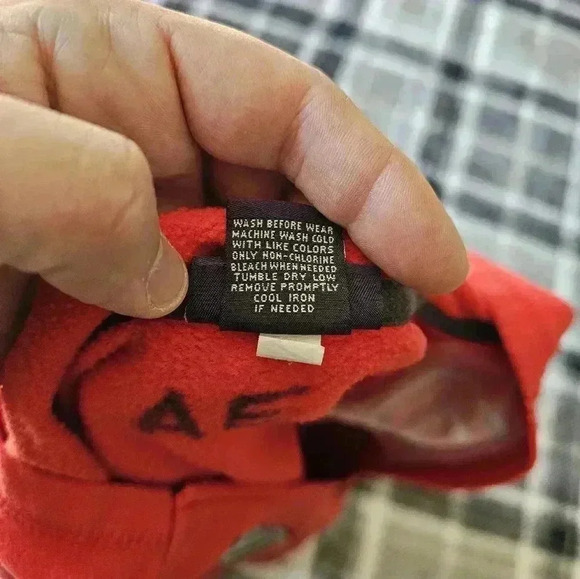 WASH BEFORE WEAR
MACHINE WASH COLD
WITH LIKE COLORS
ONLY NON-CHLORINE
BLEACH WHEN NEEDED
TUMBLE DRY LOW
REMOVE PROMPTLY
COOL IRON
IF NEEDED
AE